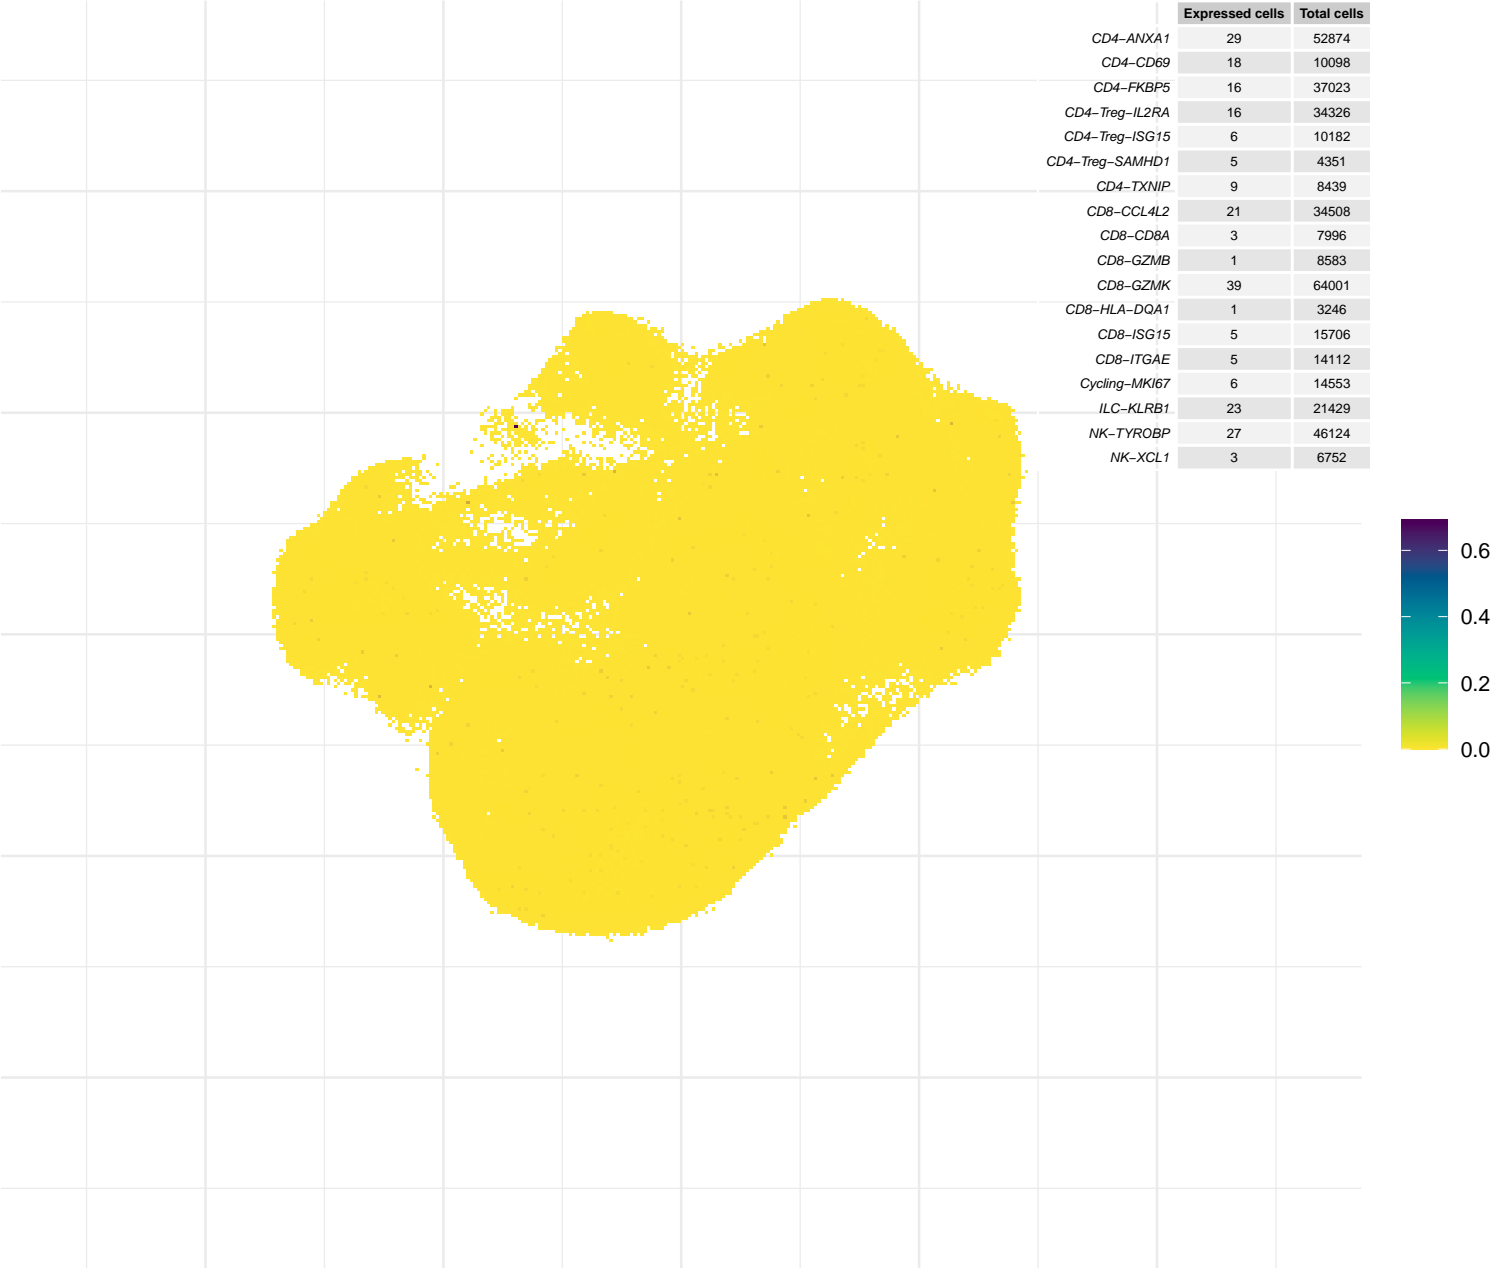 Expressed cells Total cells
CD4−ANXA1 29 52874
CD4−CD69 18 10098
CD4−FKBP5 16 37023
CD4−Treg−IL2RA 16 34326
CD4−Treg−ISG15 6 10182
CD4−Treg−SAMHD1 5 4351
CD4−TXNIP 9 8439
CD8−CCL4L2 21 34508
CD8−CD8A 3 7996
CD8−GZMB 1 8583
CD8−GZMK 39 64001
CD8−HLA−DQA1 1 3246
CD8−ISG15 5 15706
CD8−ITGAE 5 14112
Cycling−MKI67 6 14553
ILC−KLRB1 23 21429
NK−TYROBP 27 46124
NK−XCL1 3 6752
0.6
0.4
0.2
0.0